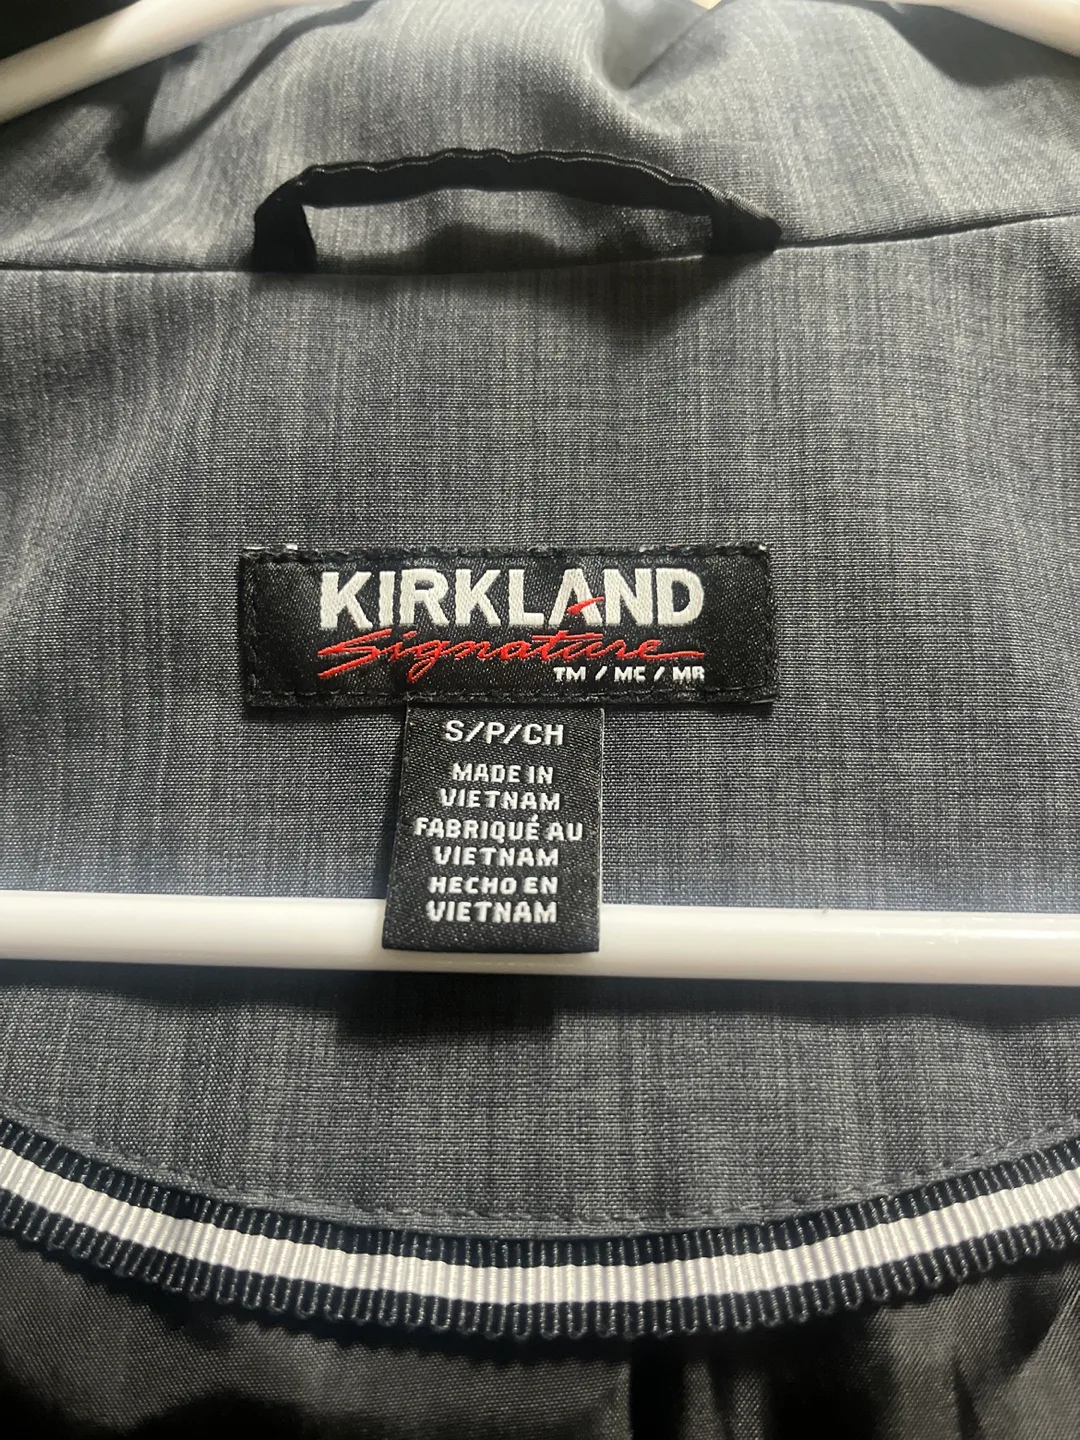 KIRKLAND
Signature
TM / MC / MR
S/P/CH
MADE IN
VIETNAM
FABRIQUÉ AU
VIETNAM
HECHO EN
VIETNAM